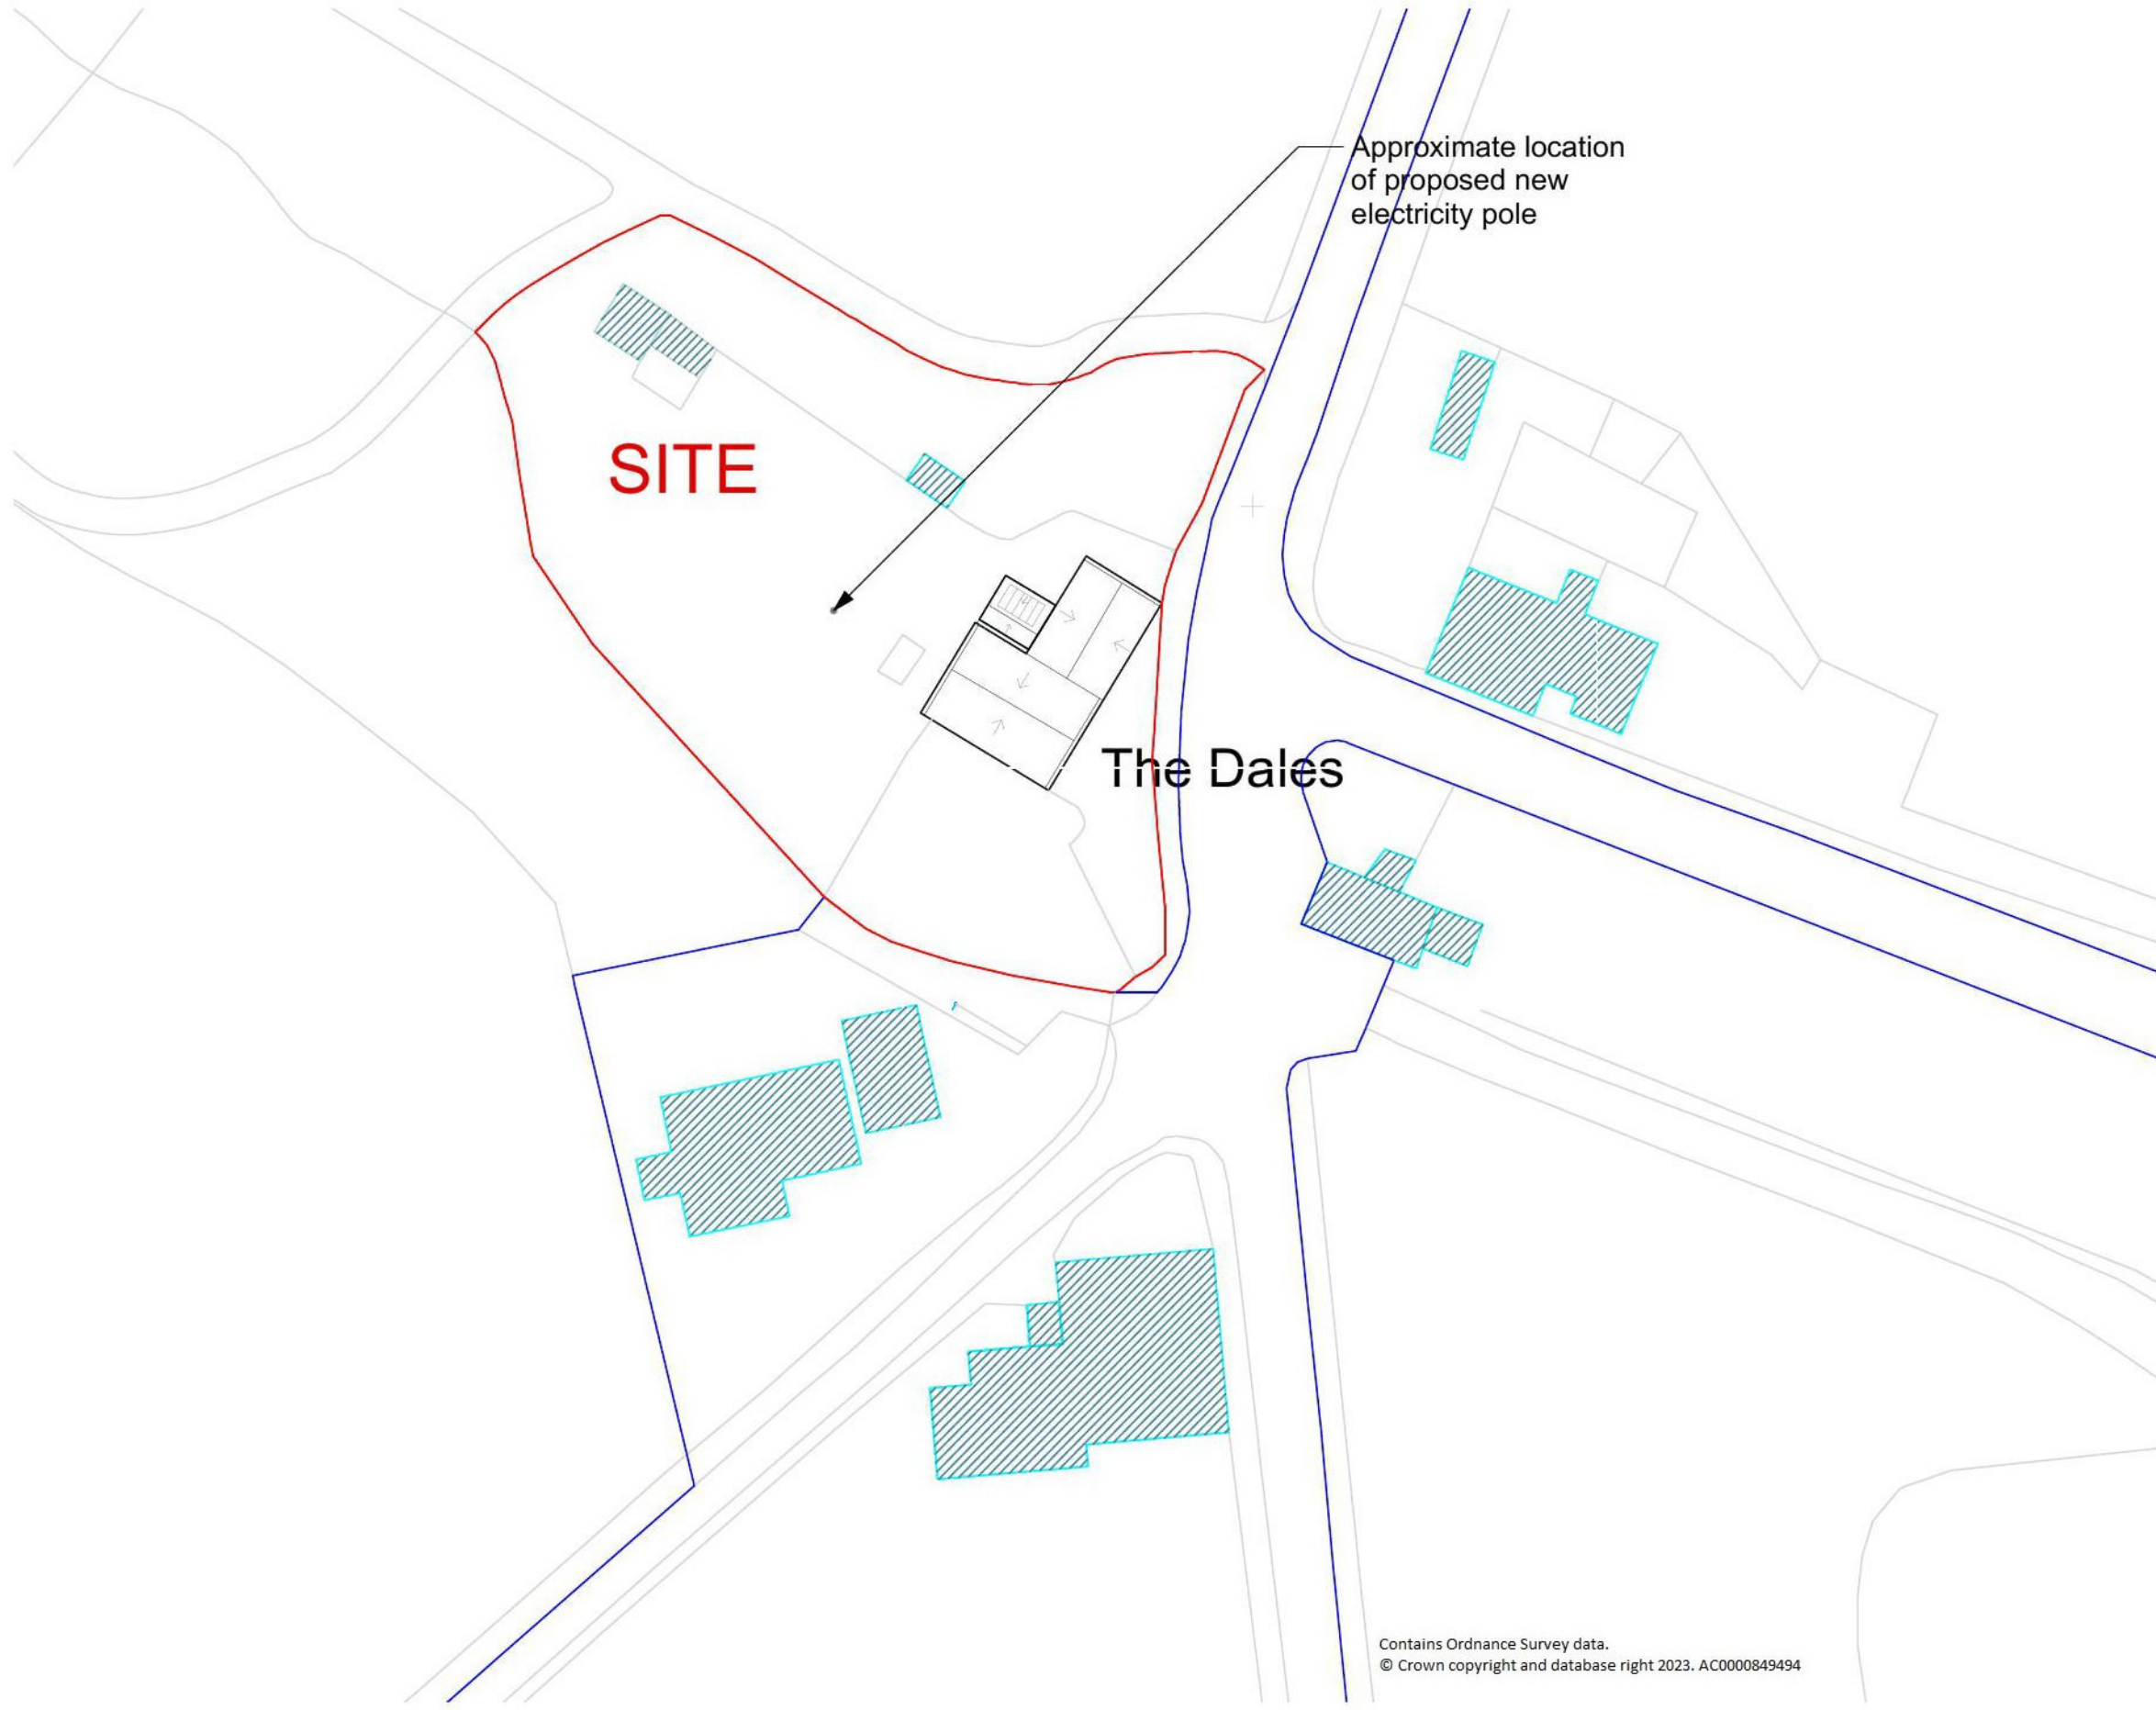 Approximate location
of proposed new
electricity pole
SITE
The Dales
Contains Ordnance Survey data.
© Crown copyright and database right 2023. AC0000849494